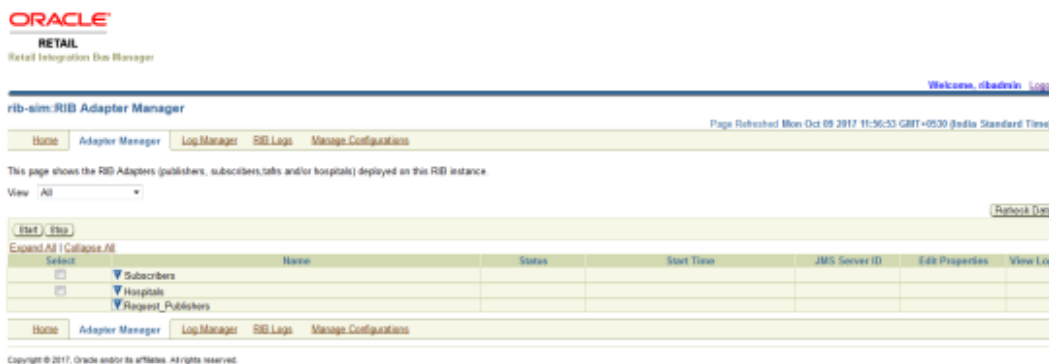 ORACLE
RETAIL
Retail Integration Bus Manager
Welcome, ribadmin
rib-sim:RIB Adapter Manager
Page Refreshed Mon Oct 09 2017 11:56:53 GMT+0530 (India Standard Time)
Home Adapter Manager Log Manager RIB Logs Manage Configurations
This page shows the RIB Adapters (publishers, subscribers,tafrs and/or hospitals) deployed on this RIB instance.
View All
Refresh
Start Stop
Expand All | Collapse All
Select Name Status Start Time JMS Server ID Edit Properties View
Subscribers
Hospitals
Request_Publishers
Home Adapter Manager Log Manager RIB Logs Manage Configurations
Copyright © 2017, Oracle and/or its affiliates. All rights reserved.